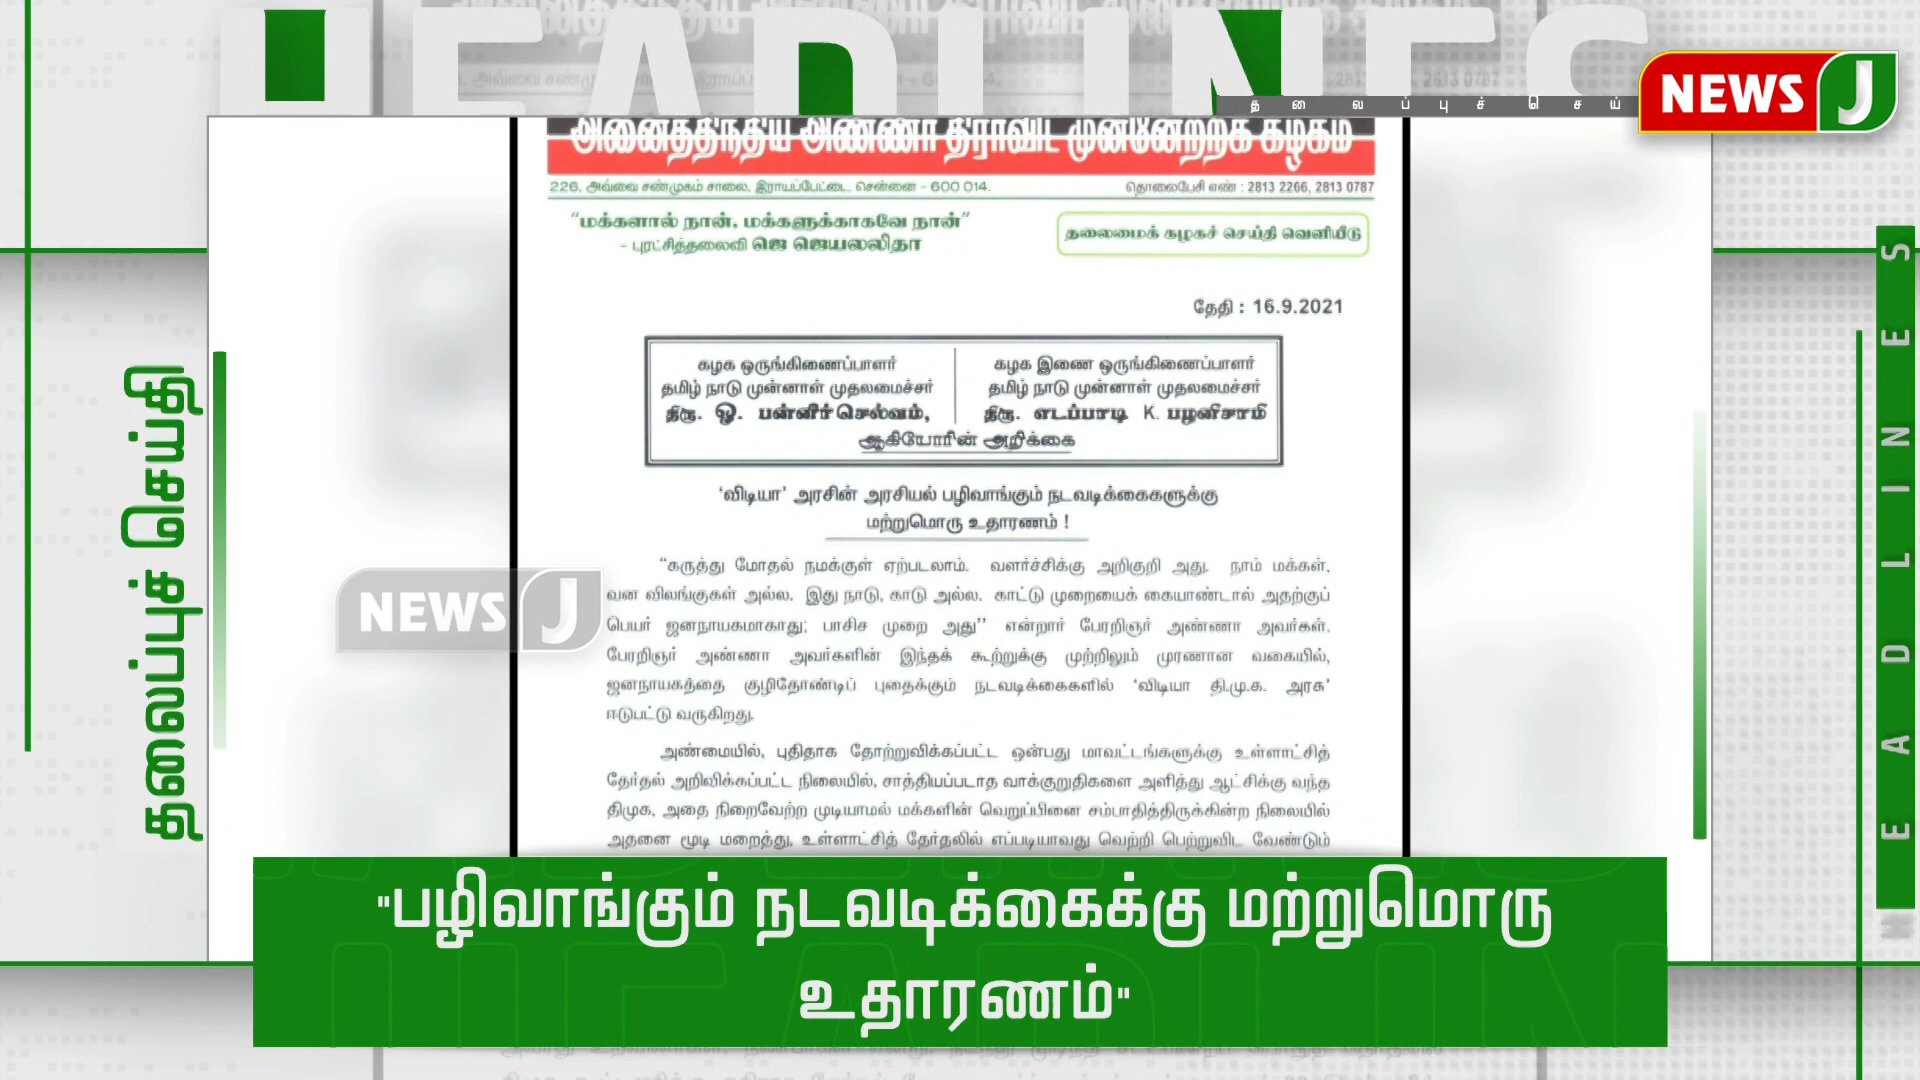 HEADLINES
தலைப்புச் செய்
NEWS J
அனைத்திந்திய அண்ணா திராவிட முன்னேற்றக் கழகம்
226, அவ்வை சண்முகம் சாலை, இராயப்பேட்டை, சென்னை - 600 014.
தொலைபேசி எண் : 2813 2266, 2813 0787
“மக்களால் நான், மக்களுக்காகவே நான்”
- புரட்சித்தலைவி ஜெ ஜெயலலிதா
தலைமைக் கழகச் செய்தி வெளியீடு
தேதி : 16.9.2021
கழக ஒருங்கிணைப்பாளர்
தமிழ் நாடு முன்னாள் முதலமைச்சர்
திரு. ஓ. பன்னீர்செல்வம்,
கழக இணை ஒருங்கிணைப்பாளர்
தமிழ் நாடு முன்னாள் முதலமைச்சர்
திரு. எடப்பாடி K. பழனிசாமி
ஆகியோரின் அறிக்கை
‘விடியா’ அரசின் அரசியல் பழிவாங்கும் நடவடிக்கைகளுக்கு
மற்றுமொரு உதாரணம் !
“கருத்து மோதல் நமக்குள் ஏற்படலாம். வளர்ச்சிக்கு அறிகுறி அது. நாம் மக்கள்.
வன விலங்குகள் அல்ல. இது நாடு, காடு அல்ல. காட்டு முறையைக் கையாண்டால் அதற்குப்
பெயர் ஜனநாயகமாகாது; பாசிச முறை அது’’ என்றார் பேரறிஞர் அண்ணா அவர்கள்.
பேரறிஞர் அண்ணா அவர்களின் இந்தக் கூற்றுக்கு முற்றிலும் முரணான வகையில்,
ஜனநாயகத்தை குழிதோண்டிப் புதைக்கும் நடவடிக்கைகளில் ‘விடியா தி.மு.க. அரசு’
ஈடுபட்டு வருகிறது.
அண்மையில், புதிதாக தோற்றுவிக்கப்பட்ட ஒன்பது மாவட்டங்களுக்கு உள்ளாட்சித்
தேர்தல் அறிவிக்கப்பட்ட நிலையில், சாத்தியப்படாத வாக்குறுதிகளை அளித்து ஆட்சிக்கு வந்த
திமுக, அதை நிறைவேற்ற முடியாமல் மக்களின் வெறுப்பினை சம்பாதித்திருக்கின்ற நிலையில்
அதனை மூடி மறைத்து, உள்ளாட்சித் தேர்தலில் எப்படியாவது வெற்றி பெற்றுவிட வேண்டும்
NEWS J
தலைப்புச் செய்தி
HEADLINES
"பழிவாங்கும் நடவடிக்கைக்கு மற்றுமொரு
உதாரணம்"